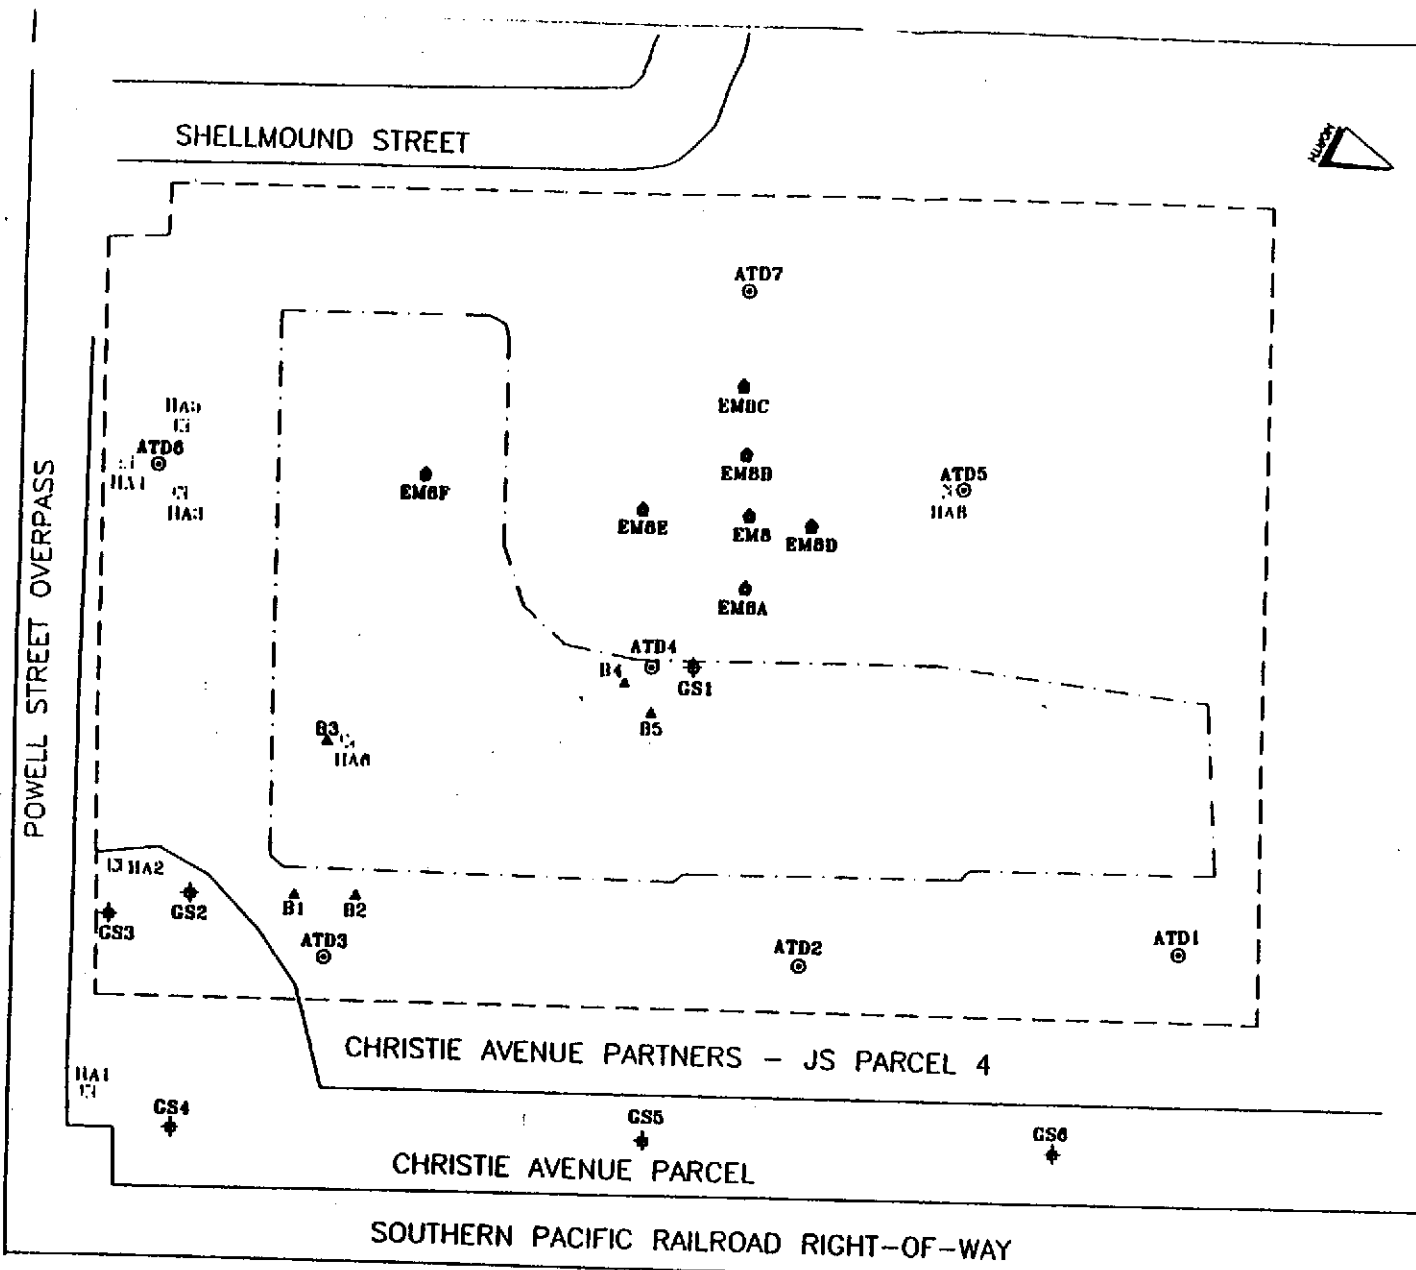 SHELLMOUND STREET
NORTH
ATD7
EM8C
HA5
ATD6
HA4
HA3
EM8F
EM8B
ATD5
HA8
EM8E
EM8
EM8D
EM8A
POWELL STREET OVERPASS
ATD4
B4
GS1
B5
B3
HA6
HA2
GS2
GS3
B1
B2
ATD3
ATD2
ATD1
CHRISTIE AVENUE PARTNERS - JS PARCEL 4
HA1
GS4
GS5
GS6
CHRISTIE AVENUE PARCEL
SOUTHERN PACIFIC RAILROAD RIGHT-OF-WAY